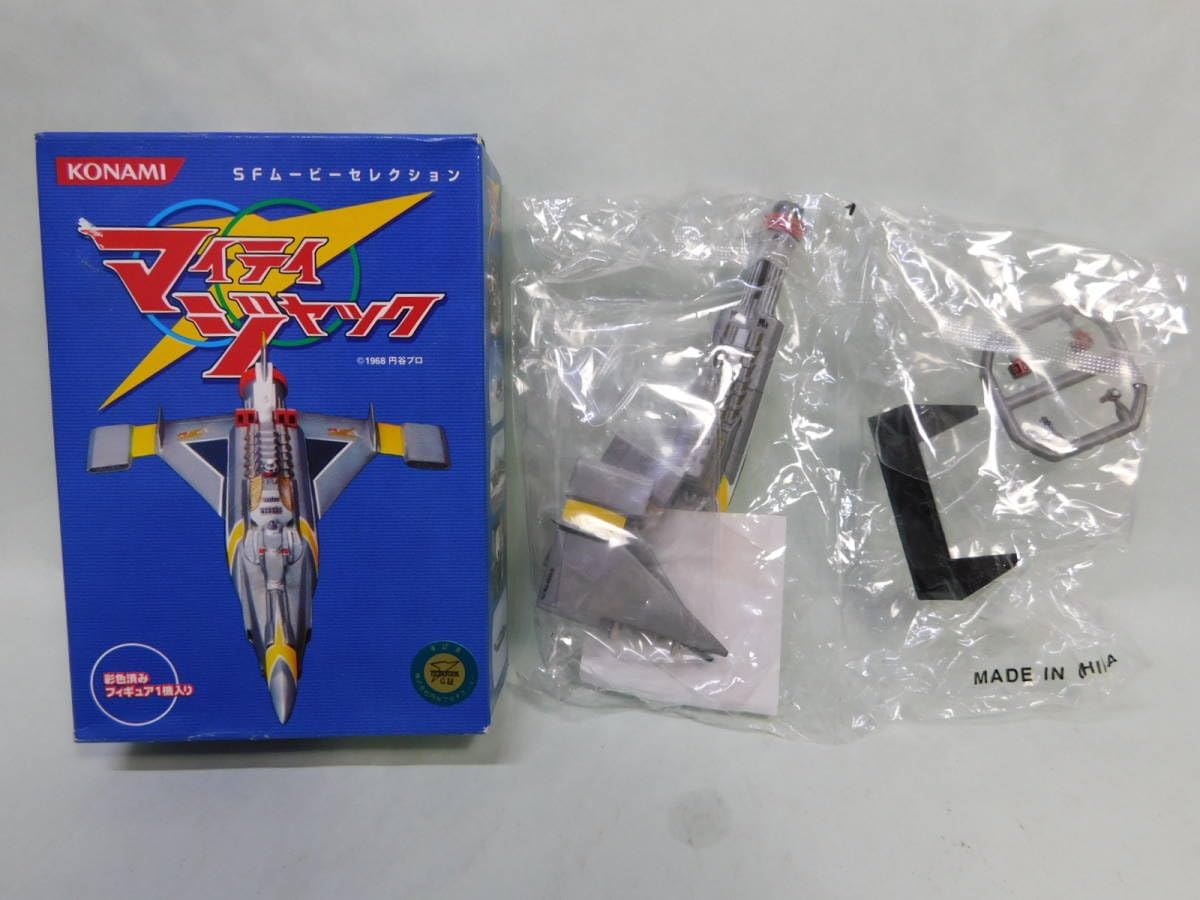 KONAMI
SFムービーセレクション
マイティ
ジャック
©1968 円谷プロ
彩色済み
フィギュア1機入り
MADE IN CHINA